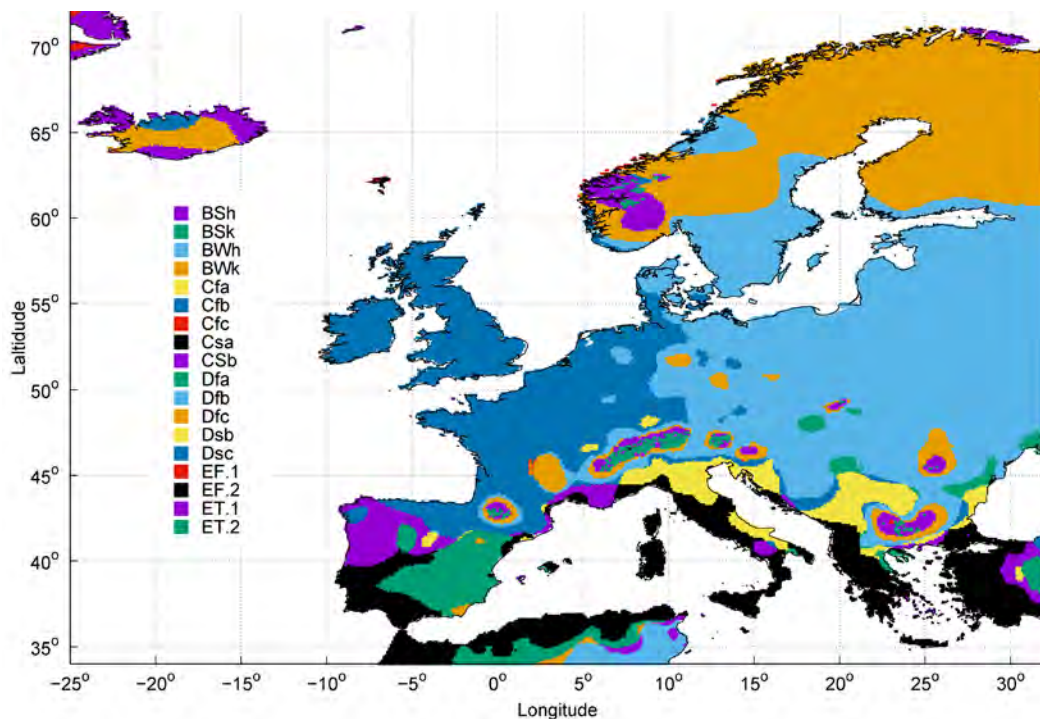 70°
65°
60°
55°
50°
45°
40°
35°
Laltidude
BSh
BSk
BWh
BWk
Cfa
Cfb
Cfc
Csa
CSb
Dfa
Dfb
Dfc
Dsb
Dsc
EF.1
EF.2
ET.1
ET.2
−25° −20° −15° −10° −5° 0° 5° 10° 15° 20° 25° 30°
Longitude